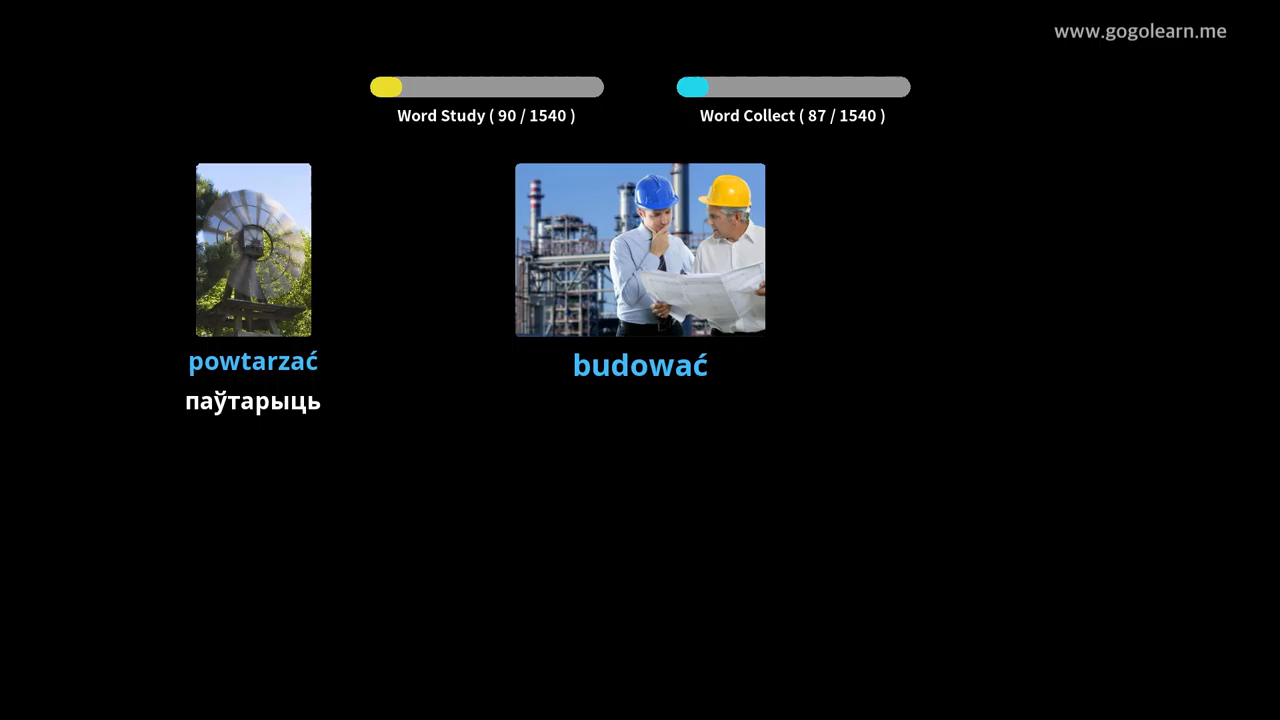 www.gogolearn.me
Word Study ( 90 / 1540 )
Word Collect ( 87 / 1540 )
powtarzać
паўтарыць
budować